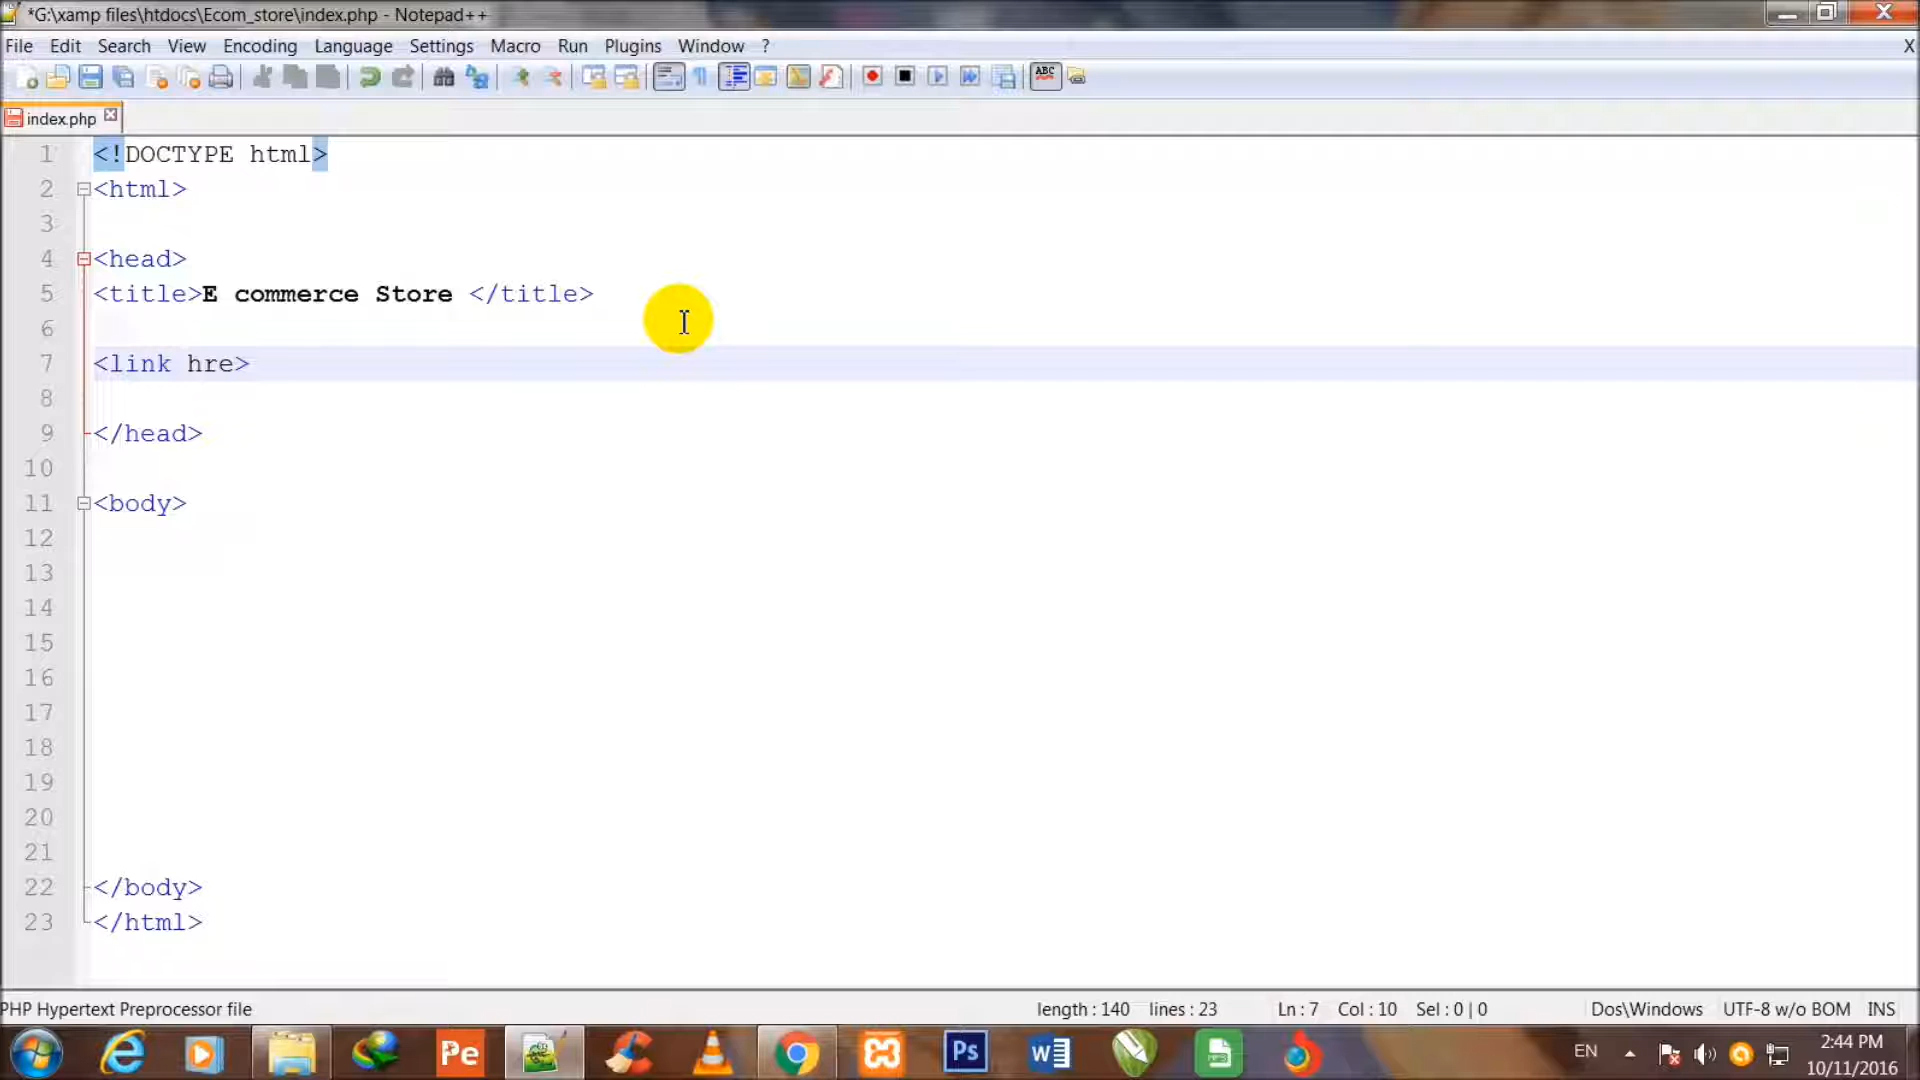 *G:\xamp files\htdocs\Ecom_store\index.php - Notepad++
File Edit Search View Encoding Language Settings Macro Run Plugins Window ? X
ABC
index.php
1 <!DOCTYPE html>
2 <html>
3
4 <head>
5 <title>E commerce Store </title>
6
7 <link hre>
8
9 </head>
10
11 <body>
12
13
14
15
16
17
18
19
20
21
22 </body>
23 </html>
PHP Hypertext Preprocessor file length : 140 lines : 23 Ln : 7 Col : 10 Sel : 0 | 0 Dos\Windows UTF-8 w/o BOM INS
Pe Ps W EN 2:44 PM
10/11/2016